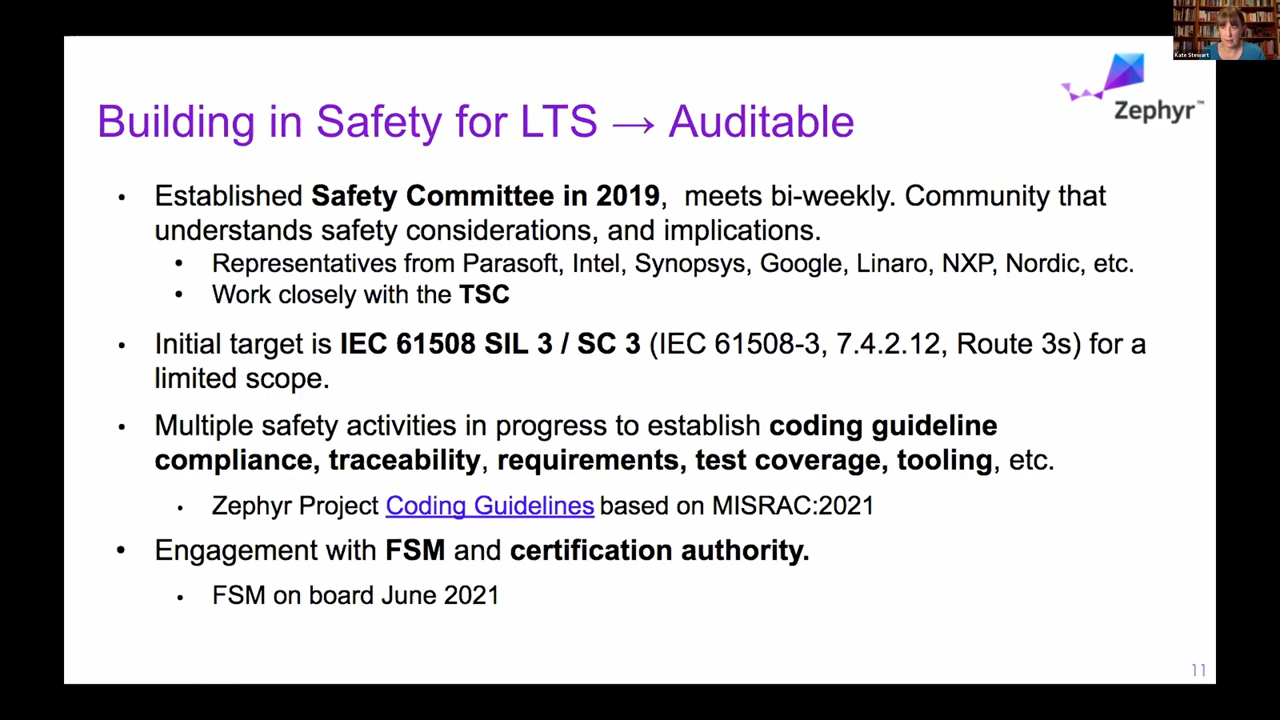 Kate Stewart
Zephyr™
Building in Safety for LTS → Auditable
• Established Safety Committee in 2019, meets bi-weekly. Community that
understands safety considerations, and implications.
• Representatives from Parasoft, Intel, Synopsys, Google, Linaro, NXP, Nordic, etc.
• Work closely with the TSC
• Initial target is IEC 61508 SIL 3 / SC 3 (IEC 61508-3, 7.4.2.12, Route 3s) for a
limited scope.
• Multiple safety activities in progress to establish coding guideline
compliance, traceability, requirements, test coverage, tooling, etc.
• Zephyr Project Coding Guidelines based on MISRAC:2021
• Engagement with FSM and certification authority.
• FSM on board June 2021
11